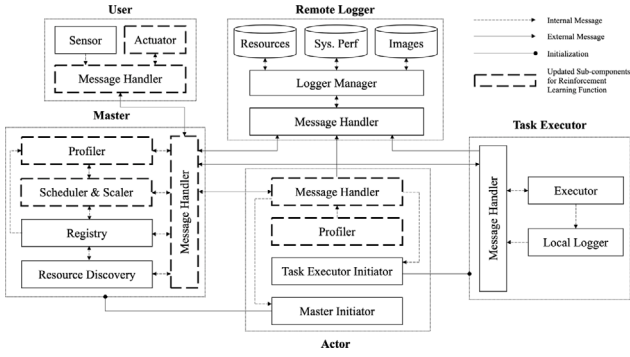 User
Sensor
Actuator
Message Handler
Remote Logger
Resources
Sys. Perf
Images
Logger Manager
Message Handler
Internal Message
External Message
Initialization
Updated Sub-components
for Reinforcement
Learning Function
Master
Profiler
Scheduler & Scaler
Registry
Resource Discovery
Message Handler
Message Handler
Profiler
Task Executor Initiator
Master Initiator
Actor
Task Executor
Message Handler
Executor
Local Logger